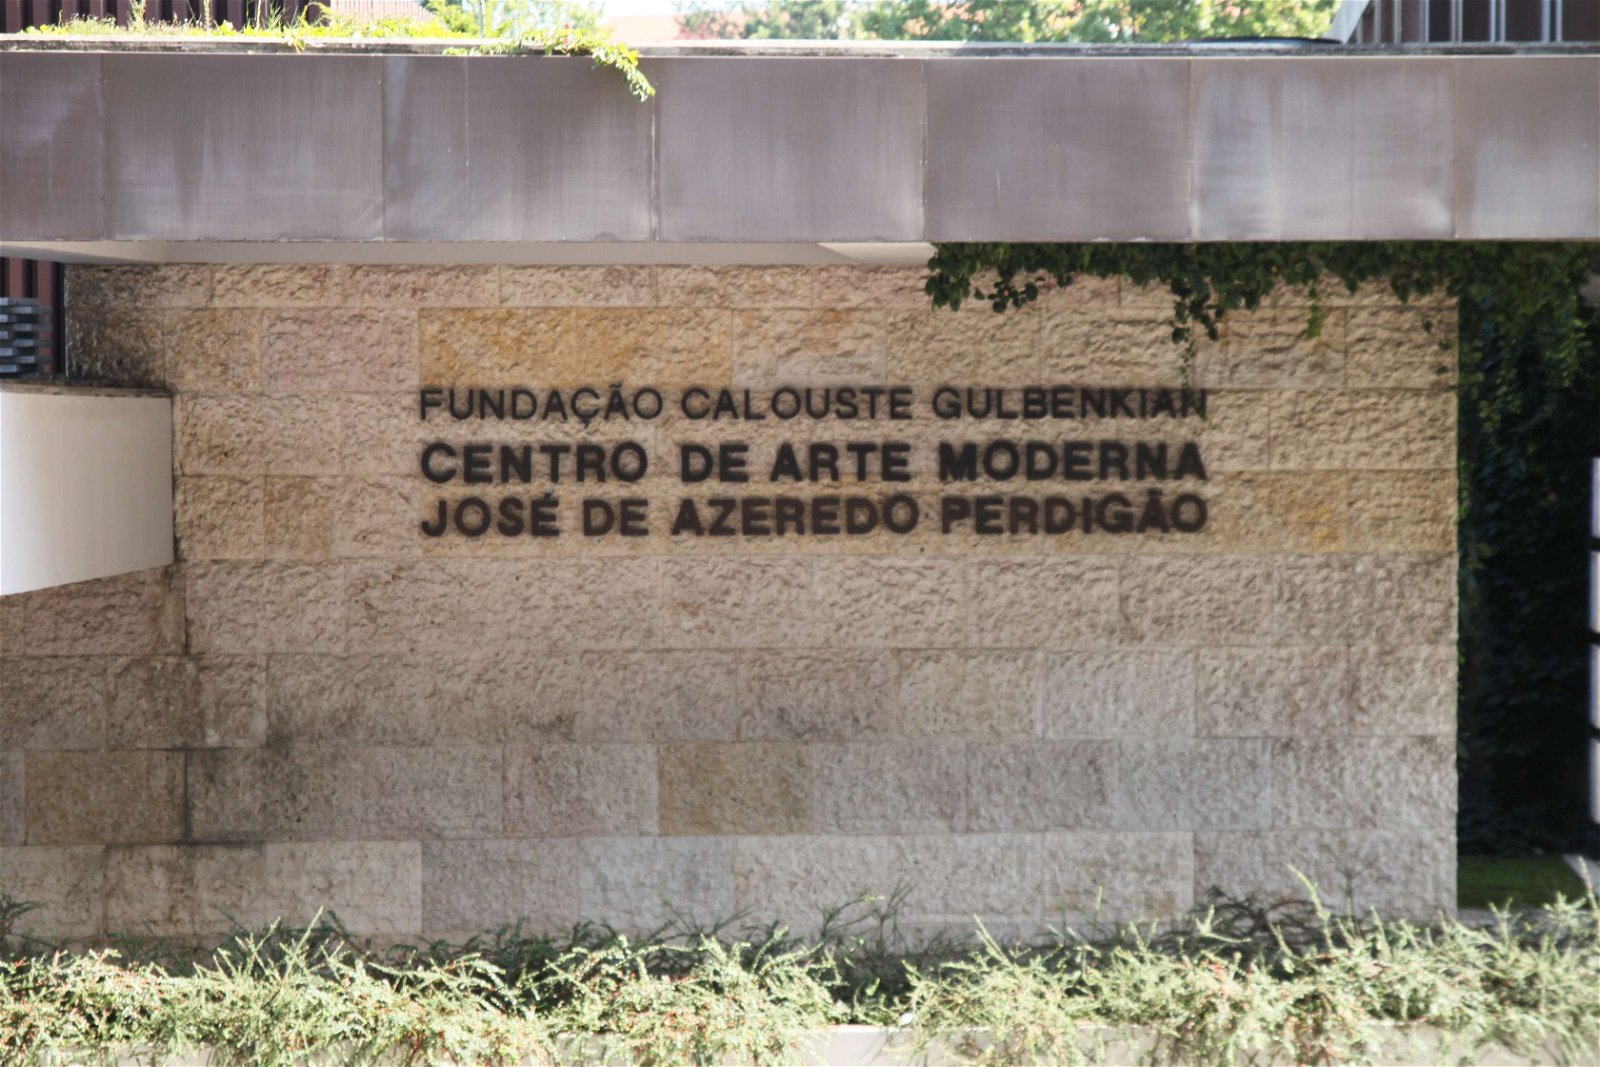 FUNDAÇÃO CALOUSTE GULBENKIAN
CENTRO DE ARTE MODERNA
JOSÉ DE AZEREDO PERDIGÃO